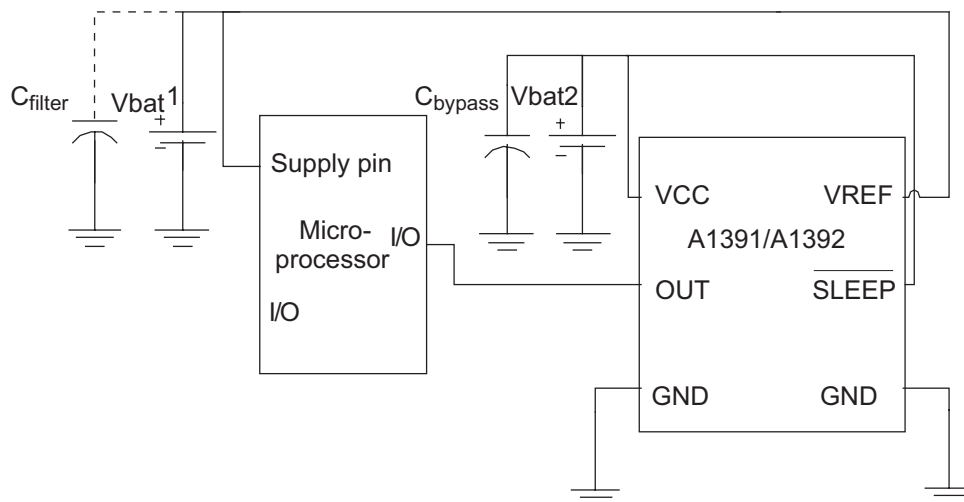 Cfilter Vbat1 Cbypass Vbat2
+ +
- -
Supply pin
Micro-
processor
I/O
I/O
VCC VREF
A1391/A1392
OUT SLEEP
GND GND